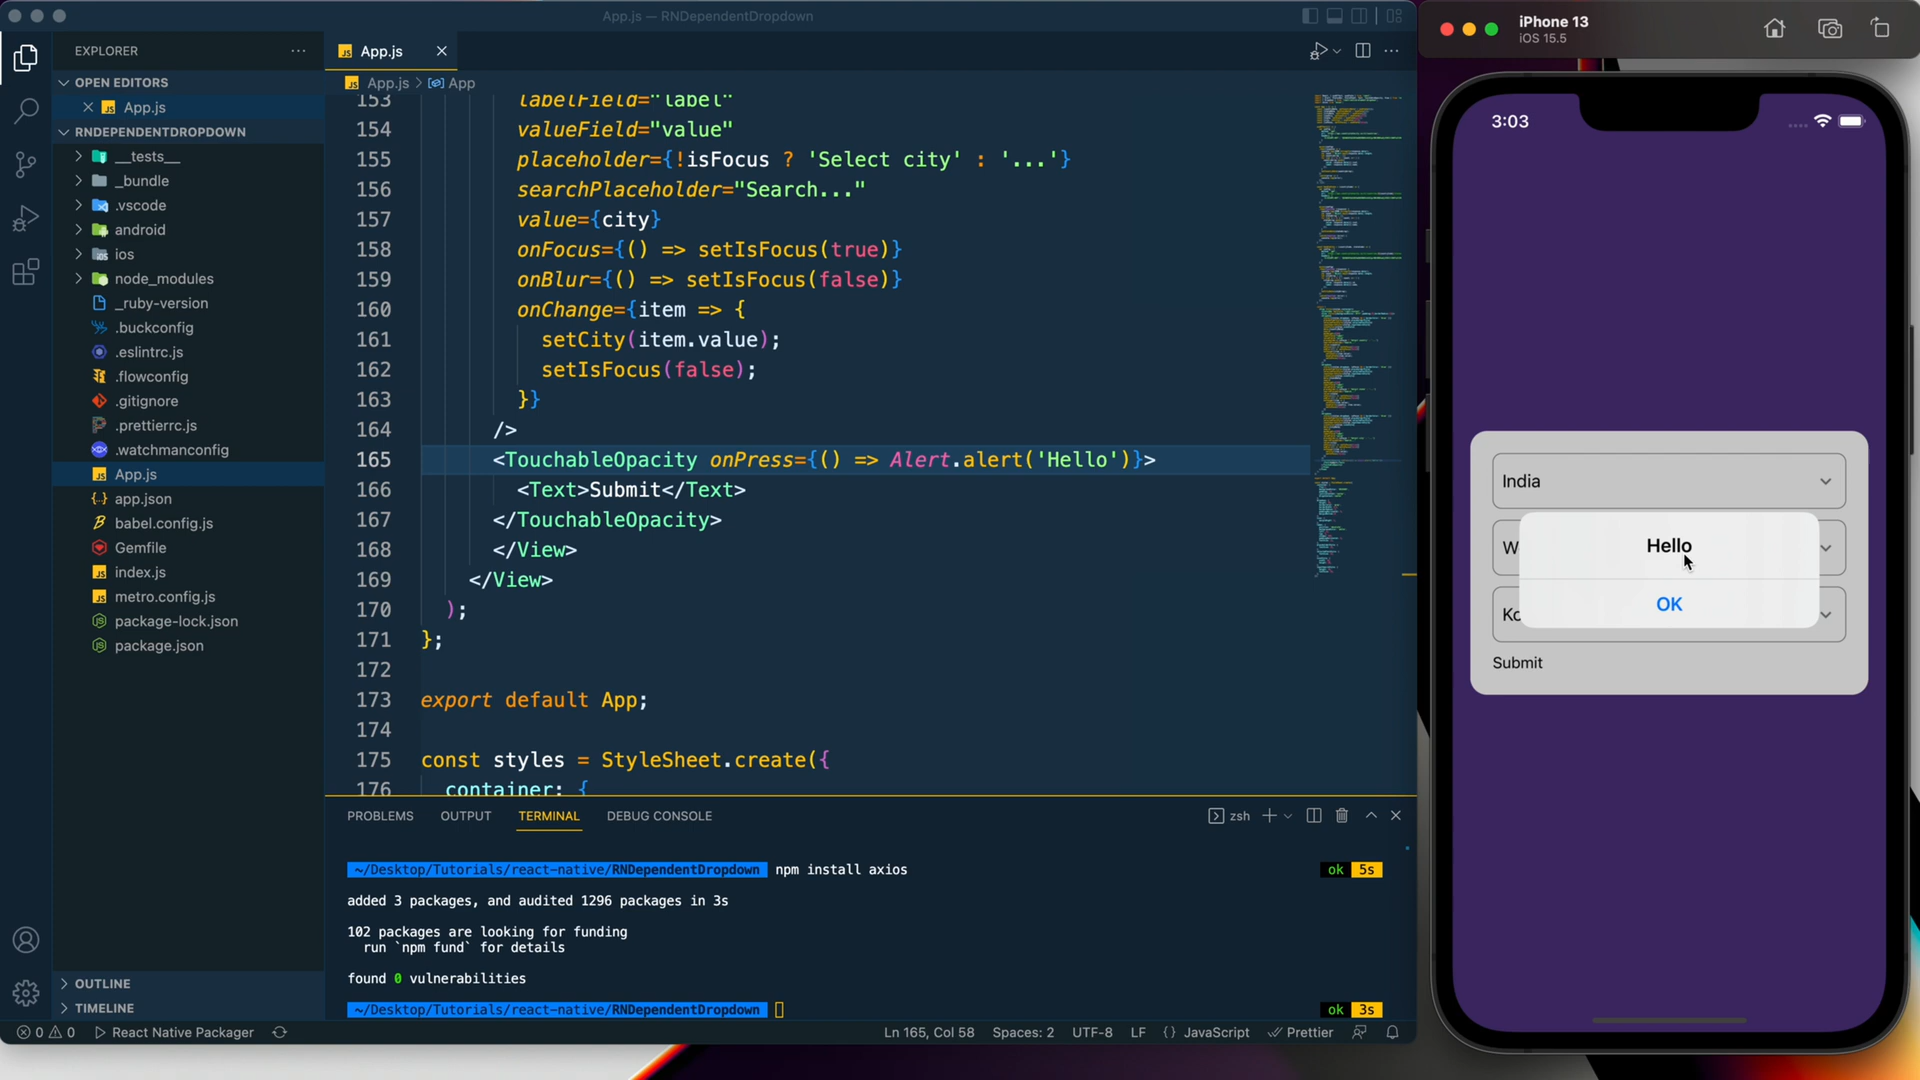 App.js — RNDependentDropdown
EXPLORER
OPEN EDITORS
App.js
RNDEPENDENTDROPDOWN
__tests__
_bundle
.vscode
android
ios
node_modules
_ruby-version
.buckconfig
.eslintrc.js
.flowconfig
.gitignore
.prettierrc.js
.watchmanconfig
App.js
app.json
babel.config.js
Gemfile
index.js
metro.config.js
package-lock.json
package.json
OUTLINE
TIMELINE
App.js
App.js > App
153 labelField="label"
154 valueField="value"
155 placeholder={!isFocus ? 'Select city' : '...'}
156 searchPlaceholder="Search..."
157 value={city}
158 onFocus={() => setIsFocus(true)}
159 onBlur={() => setIsFocus(false)}
160 onChange={item => {
161 setCity(item.value);
162 setIsFocus(false);
163 }}
164 />
165 <TouchableOpacity onPress={() => Alert.alert('Hello')}>
166 <Text>Submit</Text>
167 </TouchableOpacity>
168 </View>
169 </View>
170 );
171 };
172
173 export default App;
174
175 const styles = StyleSheet.create({
176 container: {
PROBLEMS OUTPUT TERMINAL DEBUG CONSOLE
zsh
~/Desktop/Tutorials/react-native/RNDependentDropdown npm install axios
ok 5s
added 3 packages, and audited 1296 packages in 3s
102 packages are looking for funding
run `npm fund` for details
found 0 vulnerabilities
~/Desktop/Tutorials/react-native/RNDependentDropdown
ok 3s
0 0 React Native Packager
Ln 165, Col 58 Spaces: 2 UTF-8 LF {} JavaScript Prettier
iPhone 13
iOS 15.5
3:03
India
W
Hello
OK
Ko
Submit